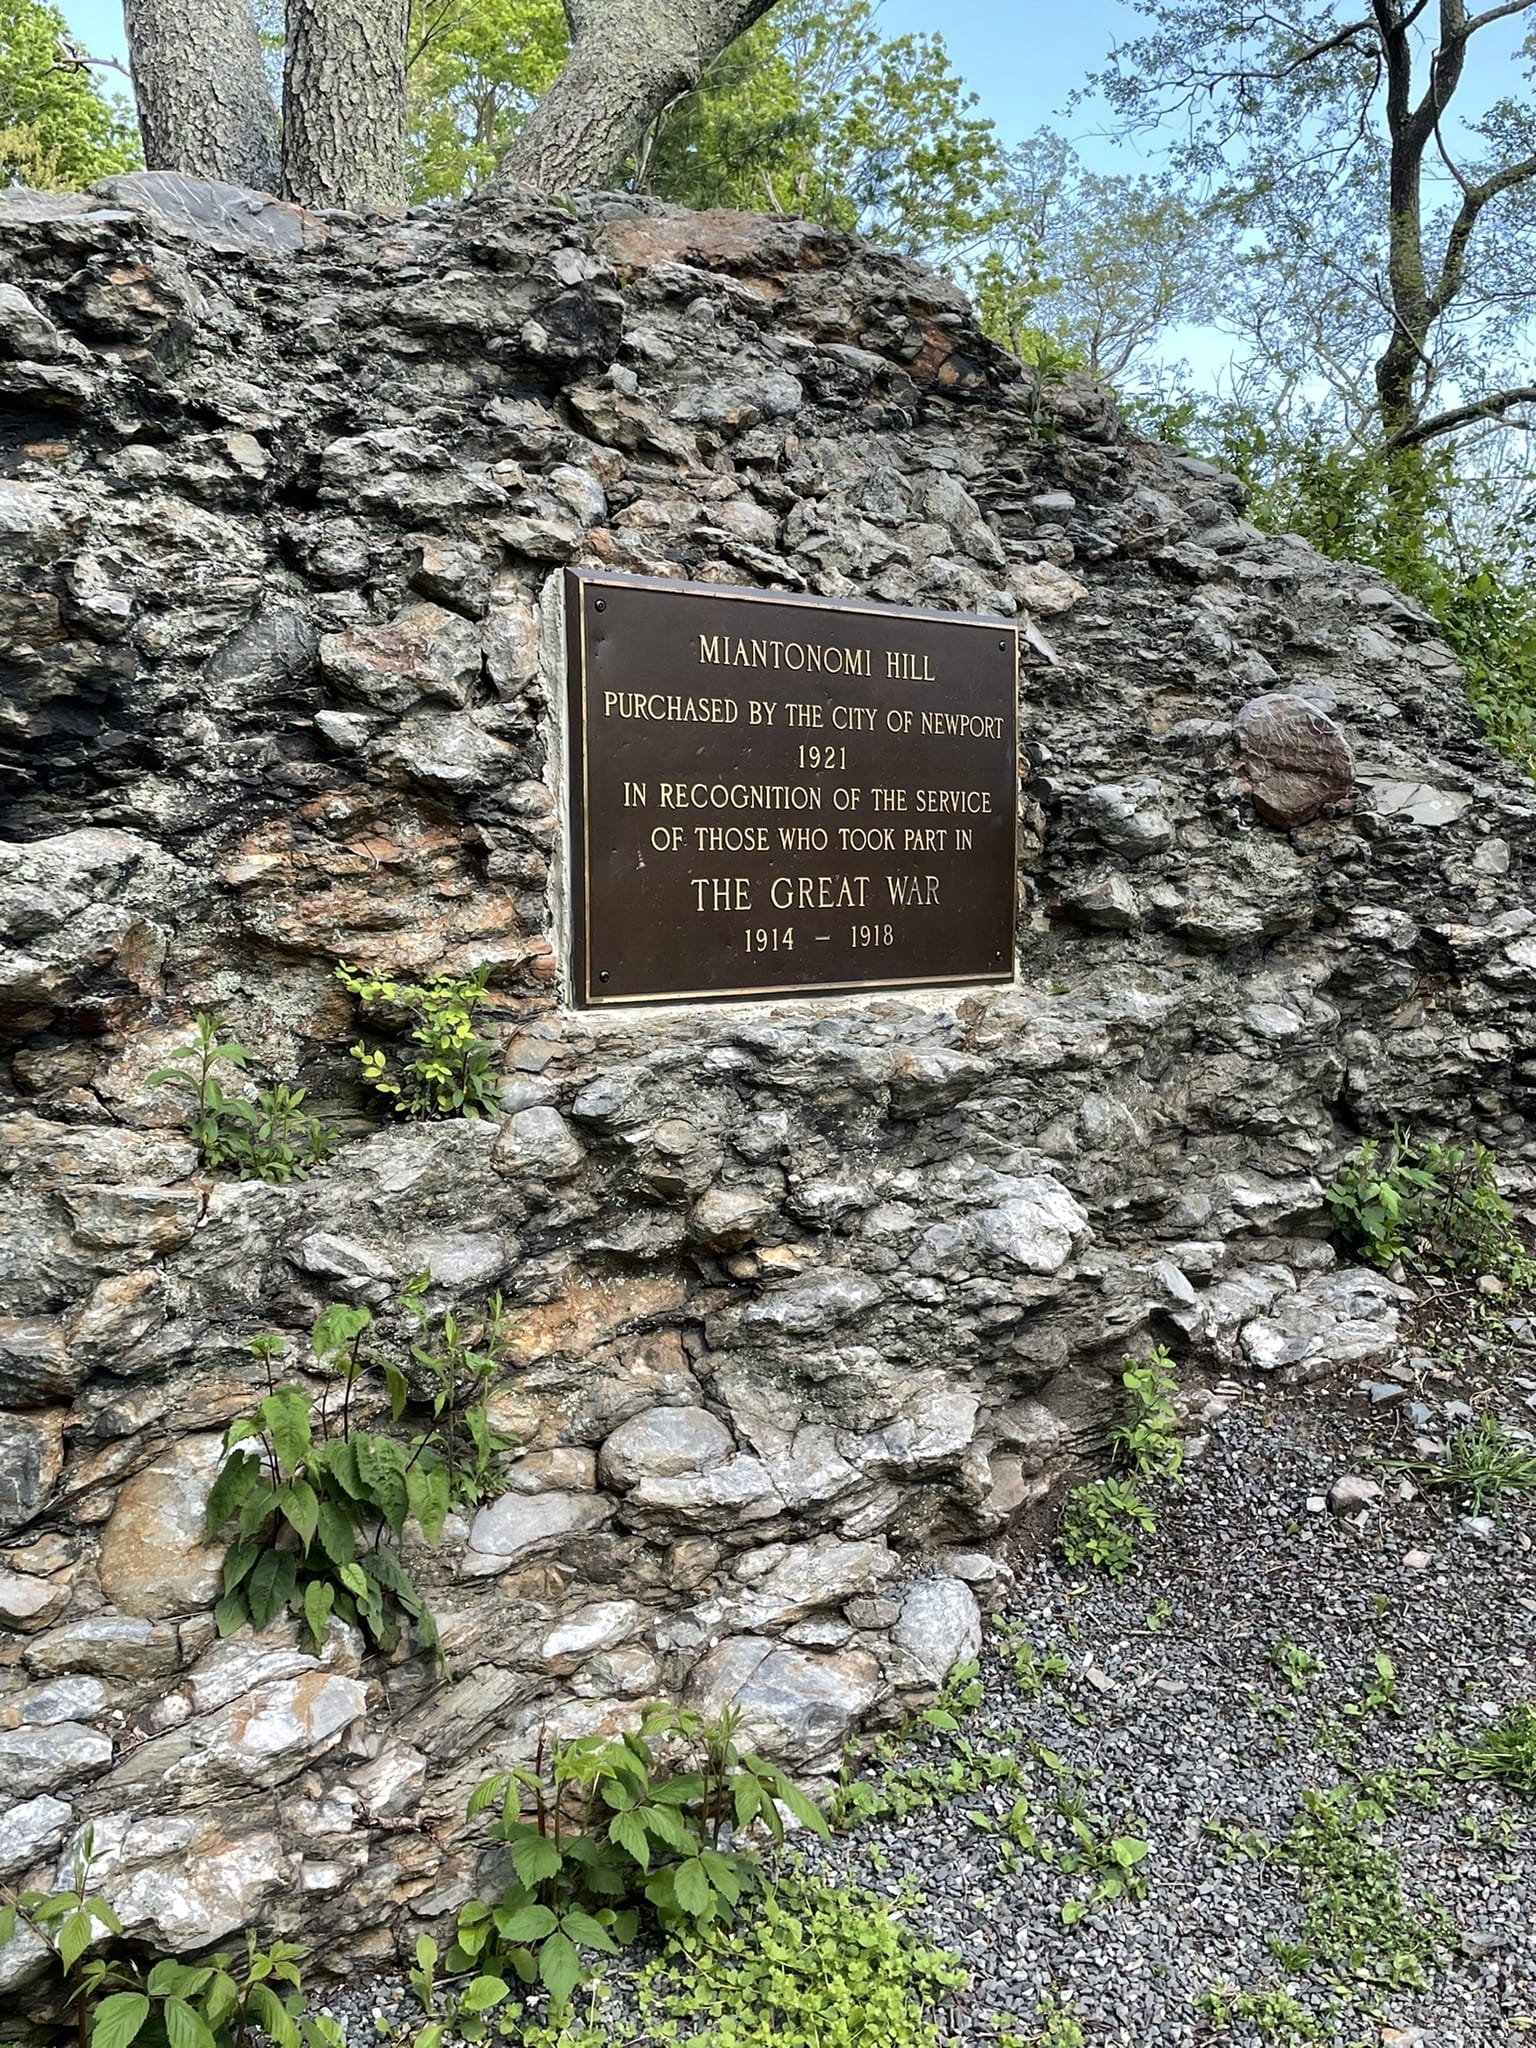 MIANTONOMI HILL
PURCHASED BY THE CITY OF NEWPORT
1921
IN RECOGNITION OF THE SERVICE
OF THOSE WHO TOOK PART IN
THE GREAT WAR
1914 – 1918